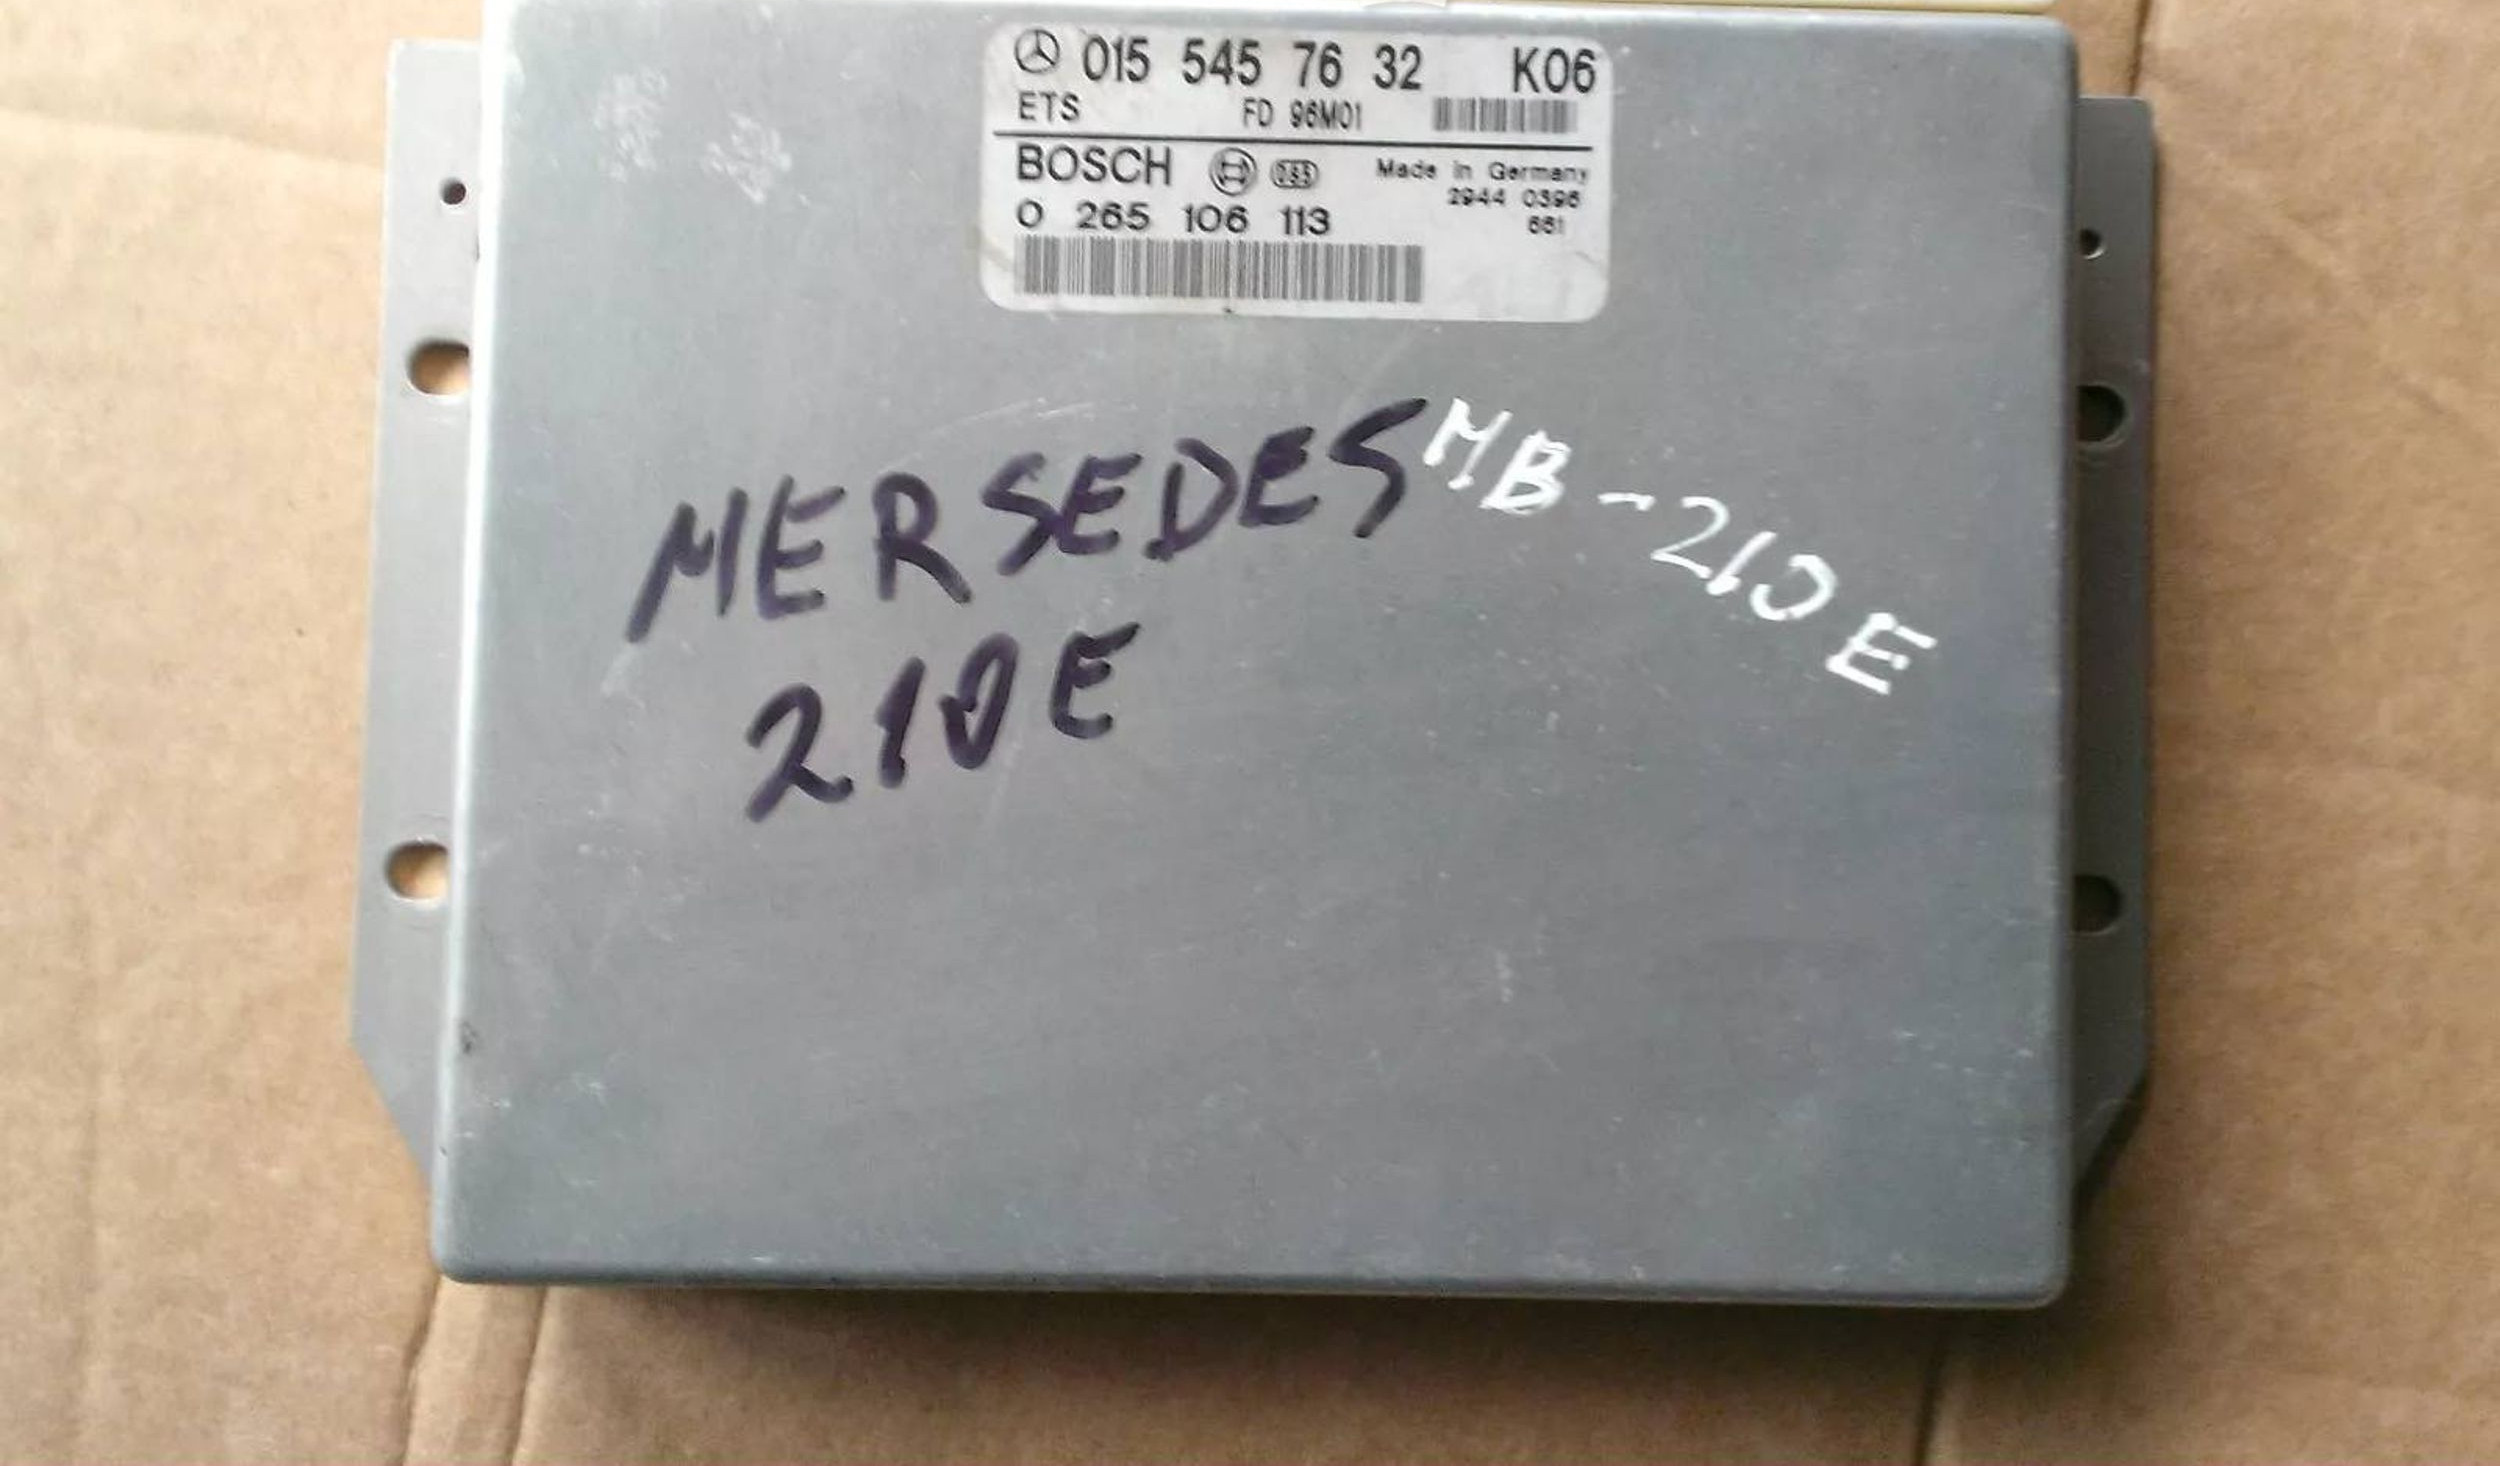 015 545 76 32 K06
ETS FD 96M01
BOSCH Made in Germany
2944 0396
0 265 106 113 661
MERSEDES
210E
MB-210E